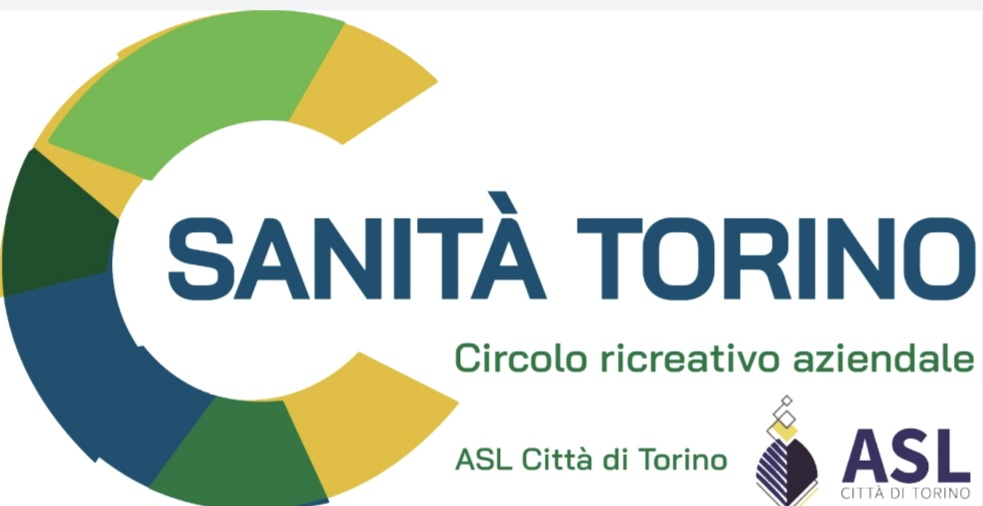 SANITÀ TORINO
Circolo ricreativo aziendale
ASL Città di Torino
ASL
CITTÀ DI TORINO